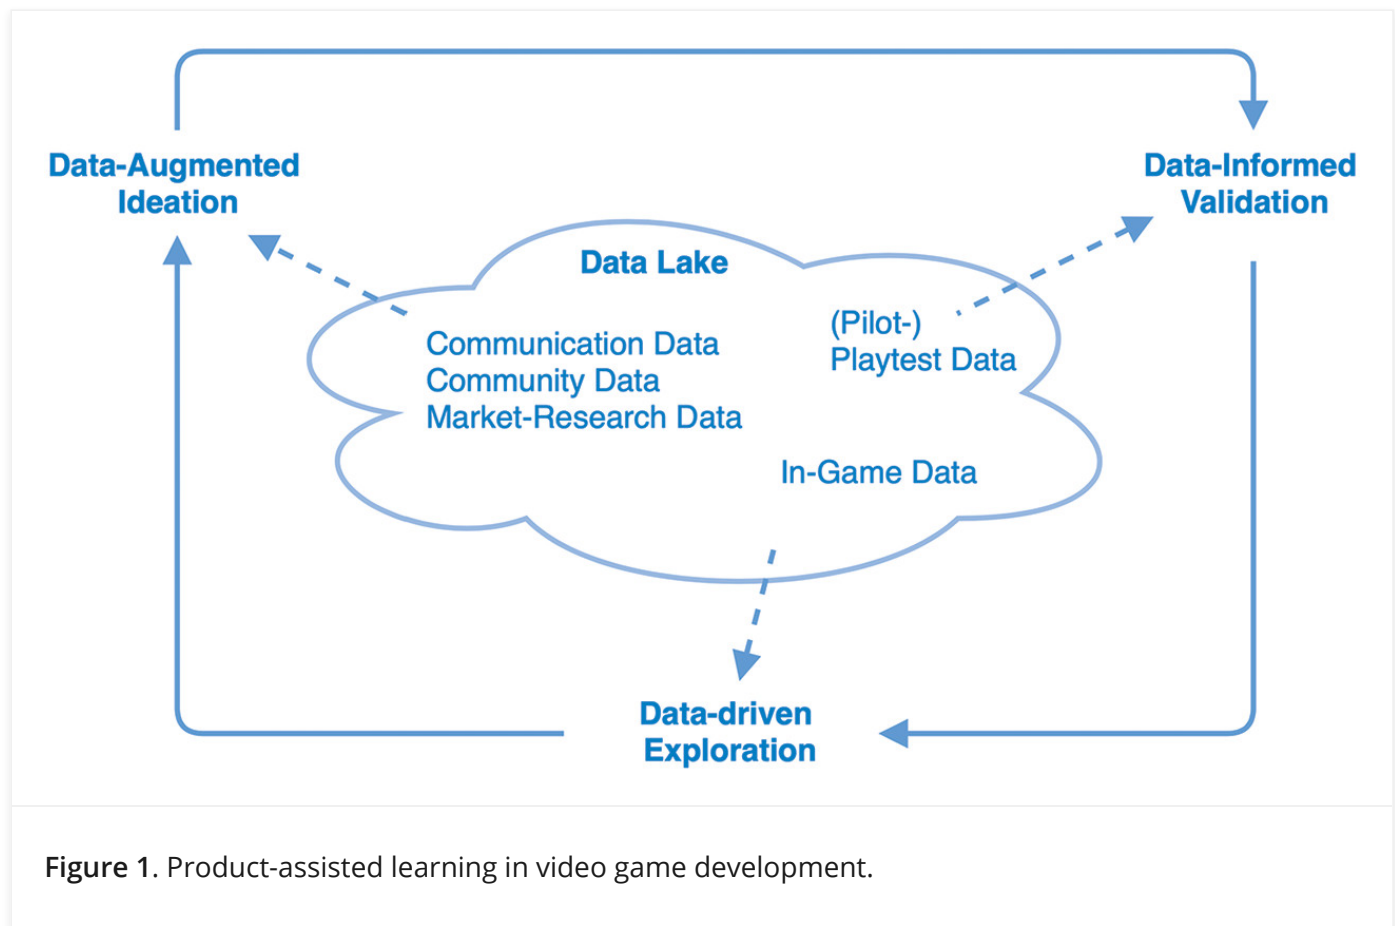 Data-Augmented
Ideation
Data-Informed
Validation
Data Lake
Communication Data
Community Data
Market-Research Data
(Pilot-)
Playtest Data
In-Game Data
Data-driven
Exploration
Figure 1. Product-assisted learning in video game development.